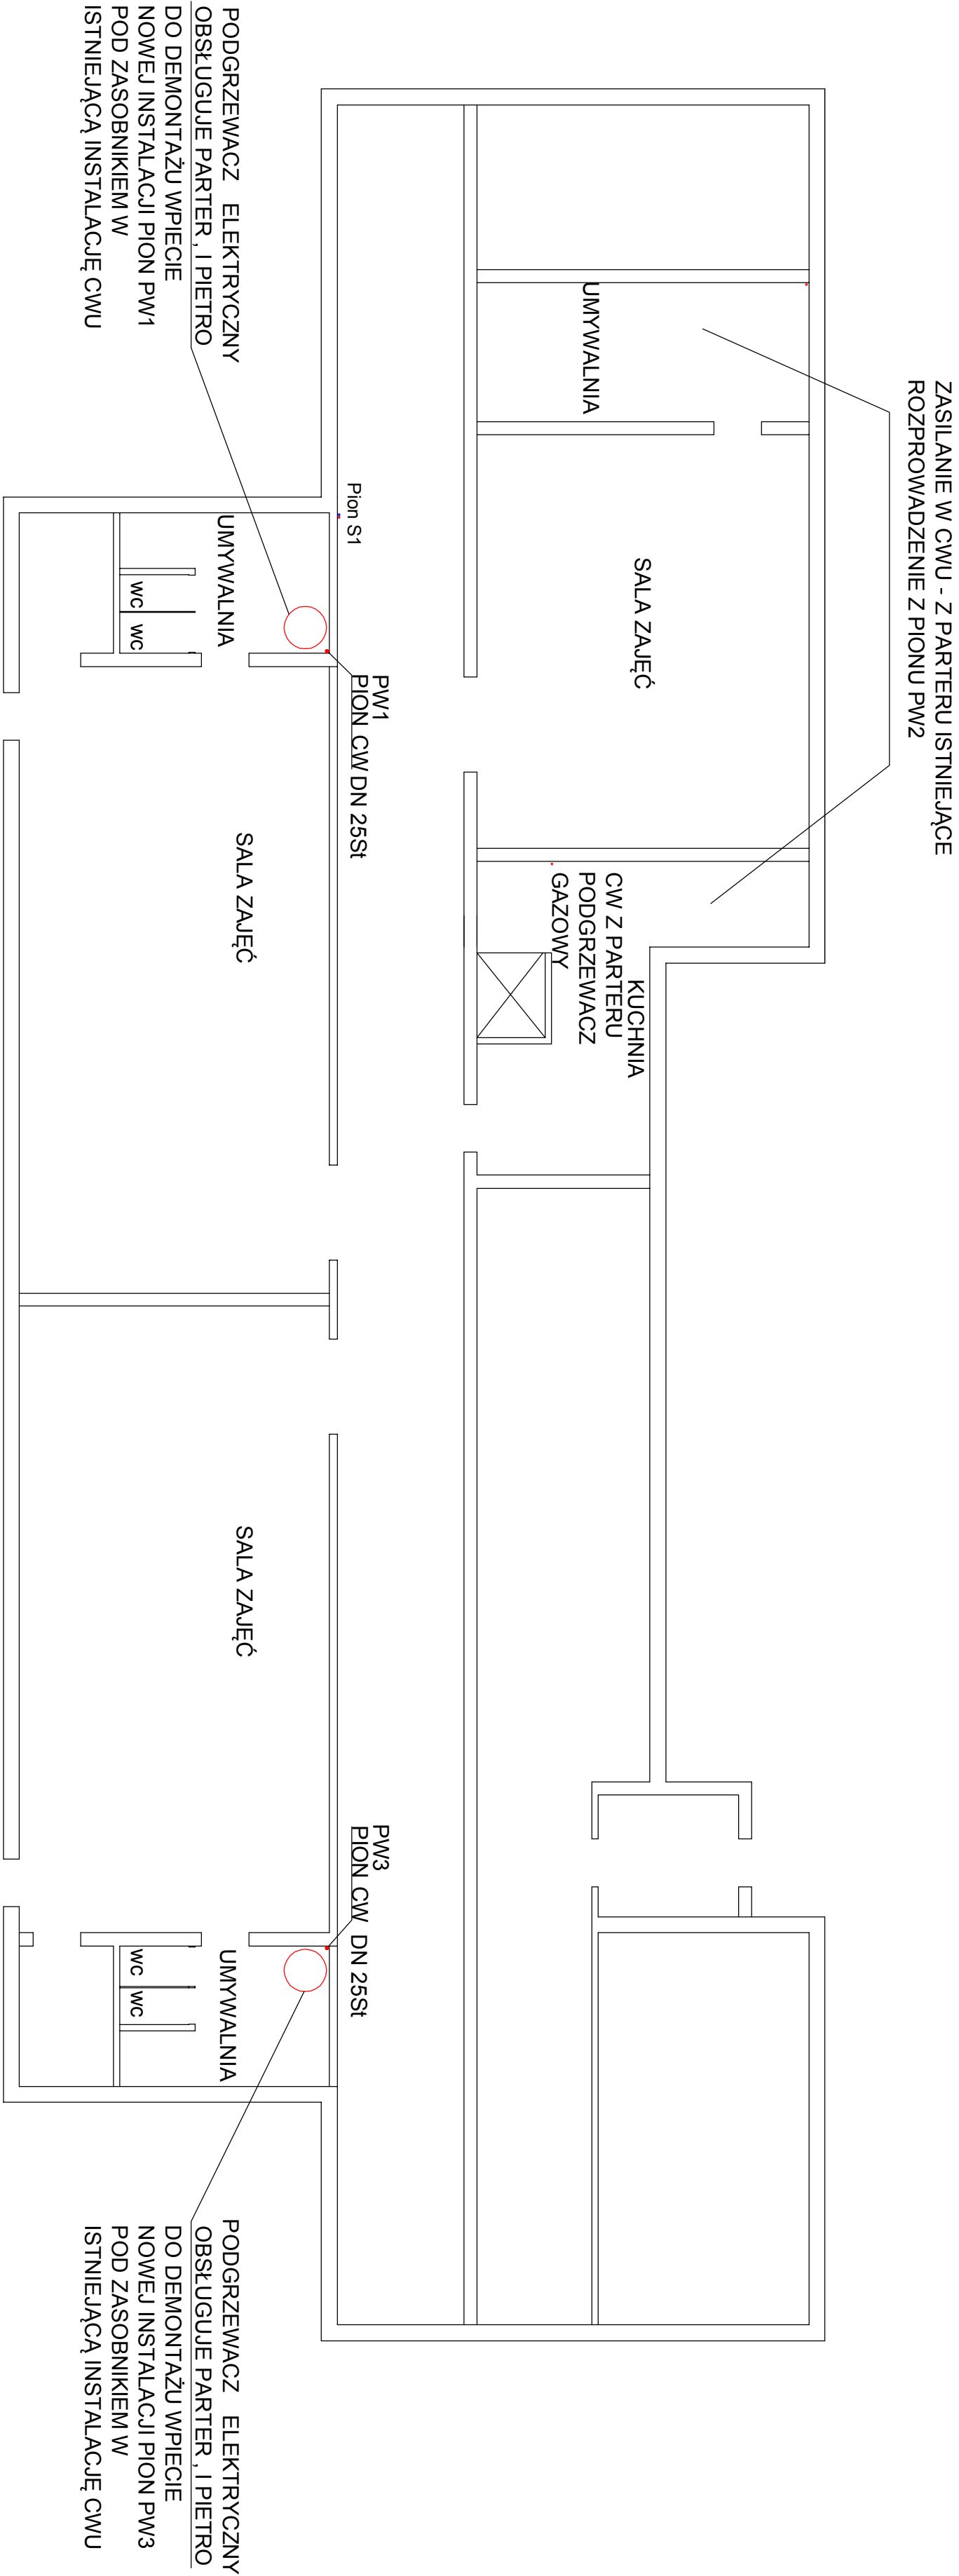 ZASILANIE W CWU - Z PARTERU ISTNIEJĄCE
ROZPROWADZENIE Z PIONU PW2
UMYWALNIA
SALA ZAJĘĆ
KUCHNIA
CW Z PARTERU
PODGRZEWACZ
GAZOWY
Pion S1
PW1
PION CW DN 25St
PW3
PION CW DN 25St
UMYWALNIA
WC
WC
SALA ZAJĘĆ
SALA ZAJĘĆ
UMYWALNIA
WC
WC
PODGRZEWACZ ELEKTRYCZNY
OBSŁUGUJE PARTER , I PIETRO
DO DEMONTAŻU WPIECIE
NOWEJ INSTALACJI PION PW1
POD ZASOBNIKIEM W
ISTNIEJĄCĄ INSTALACJĘ CWU
PODGRZEWACZ ELEKTRYCZNY
OBSŁUGUJE PARTER , I PIETRO
DO DEMONTAŻU WPIECIE
NOWEJ INSTALACJI PION PW3
POD ZASOBNIKIEM W
ISTNIEJĄCĄ INSTALACJĘ CWU